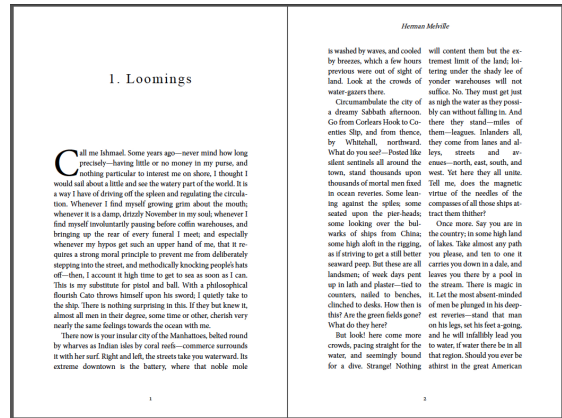 1. Loomings
Call me Ishmael. Some years ago—never mind how long
precisely—having little or no money in my purse, and
nothing particular to interest me on shore, I thought I
would sail about a little and see the watery part of the world. It is
a way I have of driving off the spleen and regulating the circula-
tion. Whenever I find myself growing grim about the mouth;
whenever it is a damp, drizzly November in my soul; whenever I
find myself involuntarily pausing before coffin warehouses, and
bringing up the rear of every funeral I meet; and especially
whenever my hypos get such an upper hand of me, that it re-
quires a strong moral principle to prevent me from deliberately
stepping into the street, and methodically knocking people's hats
off—then, I account it high time to get to sea as soon as I can.
This is my substitute for pistol and ball. With a philosophical
flourish Cato throws himself upon his sword; I quietly take to
the ship. There is nothing surprising in this. If they but knew it,
almost all men in their degree, some time or other, cherish very
nearly the same feelings towards the ocean with me.
There now is your insular city of the Manhattoes, belted round
by wharves as Indian isles by coral reefs—commerce surrounds
it with her surf. Right and left, the streets take you waterward. Its
extreme downtown is the battery, where that noble mole
1
Herman Melville
is washed by waves, and cooled
by breezes, which a few hours
previous were out of sight of
land. Look at the crowds of
water-gazers there.
Circumambulate the city of
a dreamy Sabbath afternoon.
Go from Corlears Hook to Co-
enties Slip, and from thence,
by Whitehall, northward.
What do you see?—Posted like
silent sentinels all around the
town, stand thousands upon
thousands of mortal men fixed
in ocean reveries. Some lean-
ing against the spiles; some
seated upon the pier-heads;
some looking over the bul-
warks of ships from China;
some high aloft in the rigging,
as if striving to get a still better
seaward peep. But these are all
landsmen; of week days pent
up in lath and plaster—tied to
counters, nailed to benches,
clinched to desks. How then is
this? Are the green fields gone?
What do they here?
But look! here come more
crowds, pacing straight for the
water, and seemingly bound
for a dive. Strange! Nothing
will content them but the ex-
tremest limit of the land; loi-
tering under the shady lee of
yonder warehouses will not
suffice. No. They must get just
as nigh the water as they possi-
bly can without falling in. And
there they stand—miles of
them—leagues. Inlanders all,
they come from lanes and al-
leys, streets and av-
enues—north, east, south, and
west. Yet here they all unite.
Tell me, does the magnetic
virtue of the needles of the
compasses of all those ships at-
tract them thither?
Once more. Say you are in
the country; in some high land
of lakes. Take almost any path
you please, and ten to one it
carries you down in a dale, and
leaves you there by a pool in
the stream. There is magic in
it. Let the most absent-minded
of men be plunged in his deep-
est reveries—stand that man
on his legs, set his feet a-going,
and he will infallibly lead you
to water, if water there be in all
that region. Should you ever be
athirst in the great American
2